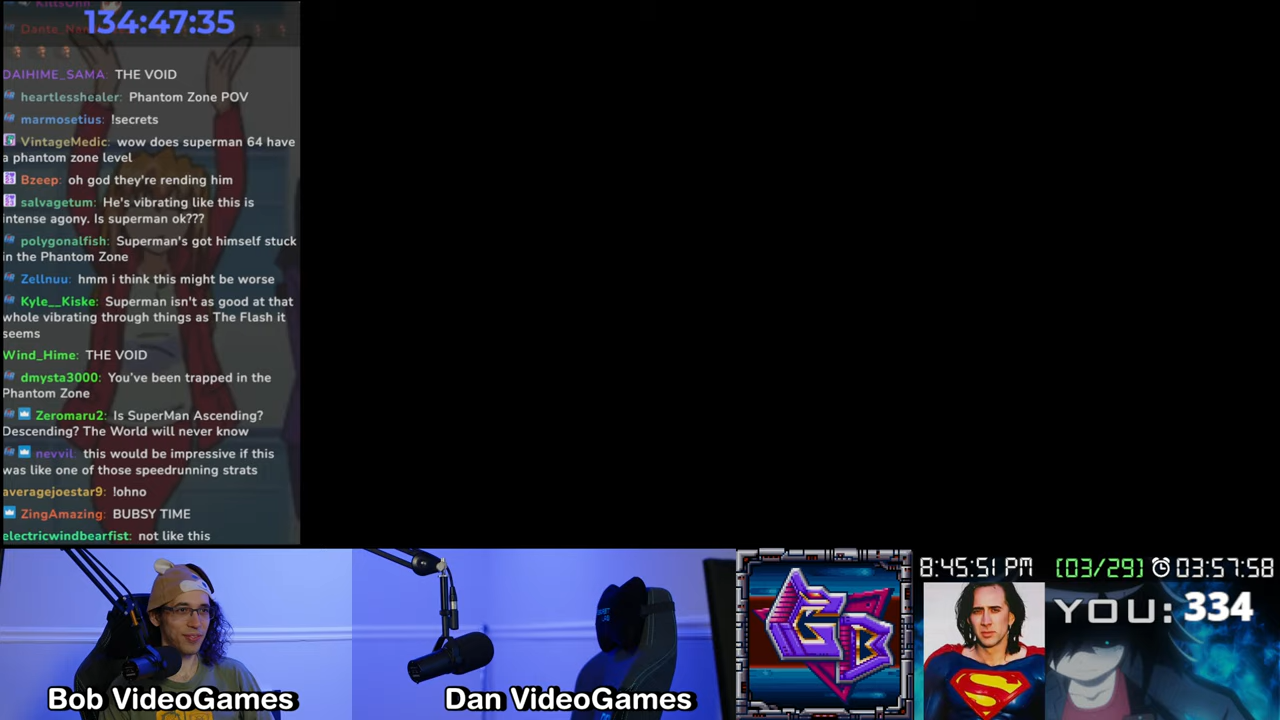 134:47:35
DAIHIME_SAMA: THE VOID
heartlesshealer: Phantom Zone POV
marmosetius: !secrets
VintageMedic: wow does superman 64 have
a phantom zone level
Bzeep: oh god they're rending him
salvagetum: He's vibrating like this is
intense agony. Is superman ok???
polygonalfish: Superman's got himself stuck
in the Phantom Zone
Zellnuu: hmm i think this might be worse
Kyle__Kiske: Superman isn't as good at that
whole vibrating through things as The Flash it
seems
Wind_Hime: THE VOID
dmysta3000: You've been trapped in the
Phantom Zone
Zeromaru2: Is SuperMan Ascending?
Descending? The World will never know
nevvil: this would be impressive if this
was like one of those speedrunning strats
averagejoestar9: !ohno
ZingAmazing: BUBSY TIME
electricwindbearfist: not like this
Bob VideoGames
Dan VideoGames
GB
8:45:51 PM [03/29] 03:57:58
YOU: 334